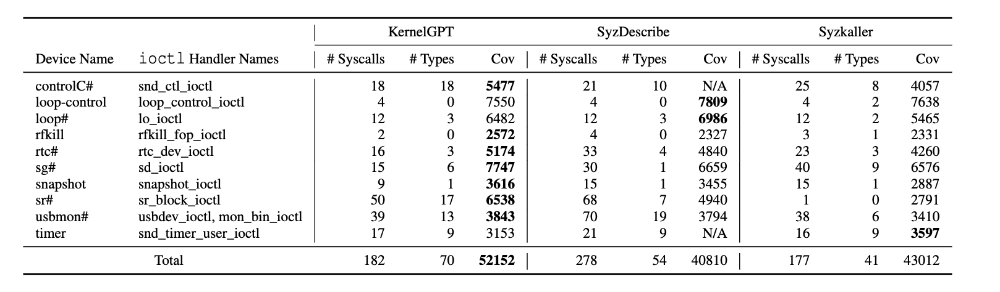 KernelGPT SyzDescribe Syzkaller
Device Name ioctl Handler Names # Syscalls # Types Cov # Syscalls # Types Cov # Syscalls # Types Cov
controlC# snd_ctl_ioctl 18 18 5477 21 10 N/A 25 8 4057
loop-control loop_control_ioctl 4 0 7550 4 0 7809 4 2 7638
loop# lo_ioctl 12 3 6482 12 3 6986 12 2 5465
rfkill rfkill_fop_ioctl 2 0 2572 4 0 2327 3 1 2331
rtc# rtc_dev_ioctl 16 3 5174 33 4 4840 23 3 4260
sg# sd_ioctl 15 6 7747 30 1 6659 40 9 6576
snapshot snapshot_ioctl 9 1 3616 15 1 3455 15 1 2887
sr# sr_block_ioctl 50 17 6538 68 7 4940 1 0 2791
usbmon# usbdev_ioctl, mon_bin_ioctl 39 13 3843 70 19 3794 38 6 3410
timer snd_timer_user_ioctl 17 9 3153 21 9 N/A 16 9 3597
Total 182 70 52152 278 54 40810 177 41 43012